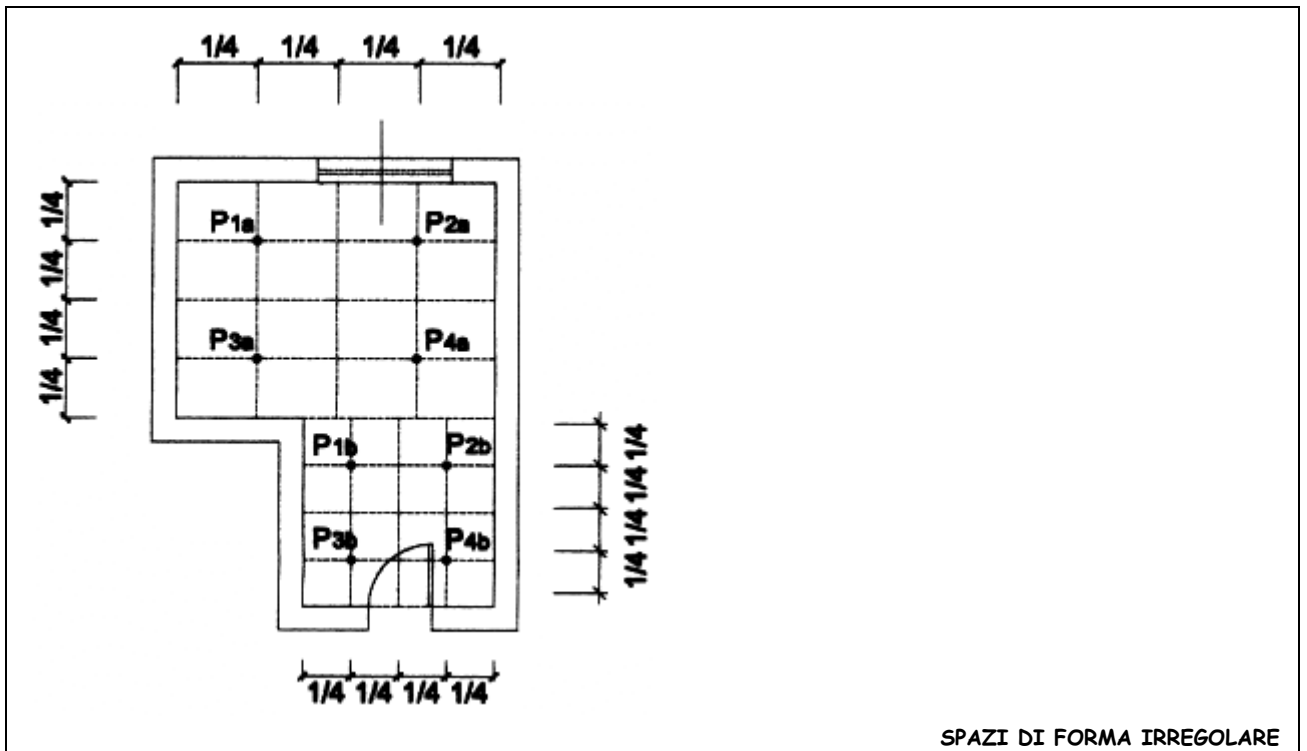 1/4 1/4 1/4 1/4
P1a P2a
1/4
1/4
P3a P4a
1/4
1/4
P1b P2b
P3b P4b
1/4 1/4 1/4 1/4
1/4 1/4 1/4 1/4
SPAZI DI FORMA IRREGOLARE